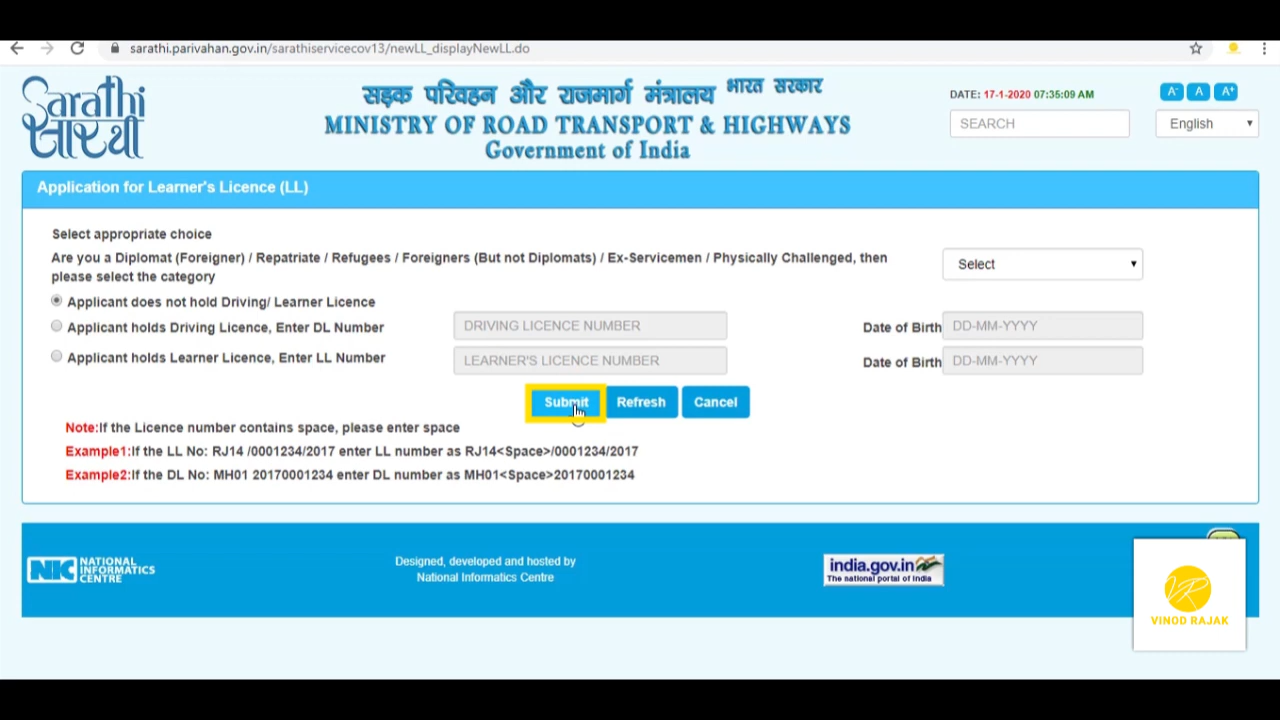 sarathi.parivahan.gov.in/sarathiservicecov13/newLL_displayNewLL.do
Sarathi
सारथी
सड़क परिवहन और राजमार्ग मंत्रालय भारत सरकार
MINISTRY OF ROAD TRANSPORT & HIGHWAYS
Government of India
DATE: 17-1-2020 07:35:09 AM
A- A A+
SEARCH
English
Application for Learner's Licence (LL)
Select appropriate choice
Are you a Diplomat (Foreigner) / Repatriate / Refugees / Foreigners (But not Diplomats) / Ex-Servicemen / Physically Challenged, then
please select the category
Select
Applicant does not hold Driving/ Learner Licence
Applicant holds Driving Licence, Enter DL Number DRIVING LICENCE NUMBER Date of Birth DD-MM-YYYY
Applicant holds Learner Licence, Enter LL Number LEARNER'S LICENCE NUMBER Date of Birth DD-MM-YYYY
Submit Refresh Cancel
Note:If the Licence number contains space, please enter space
Example1:If the LL No: RJ14 /0001234/2017 enter LL number as RJ14<Space>/0001234/2017
Example2:If the DL No: MH01 20170001234 enter DL number as MH01<Space>20170001234
NIC NATIONAL
INFORMATICS
CENTRE
Designed, developed and hosted by
National Informatics Centre
india.gov.in
The national portal of India
VR
VINOD RAJAK